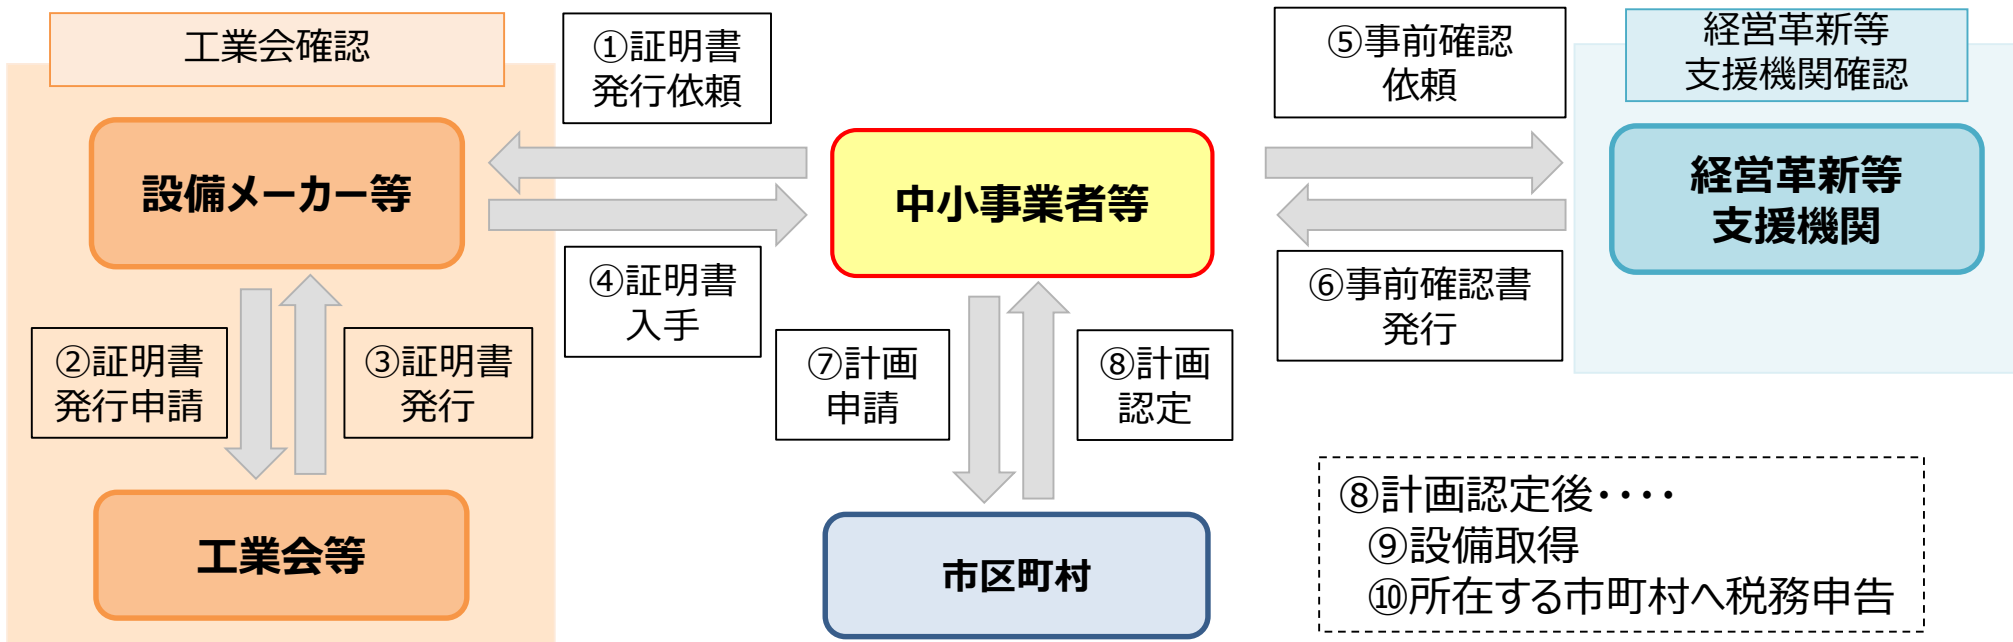 工業会確認
①証明書
発行依頼
⑤事前確認
依頼
経営革新等
支援機関確認
設備メーカー等
中小事業者等
経営革新等
支援機関
④証明書
入手
⑥事前確認書
発行
②証明書
発行申請
③証明書
発行
⑦計画
申請
⑧計画
認定
工業会等
市区町村
⑧計画認定後････
⑨設備取得
⑩所在する市町村へ税務申告